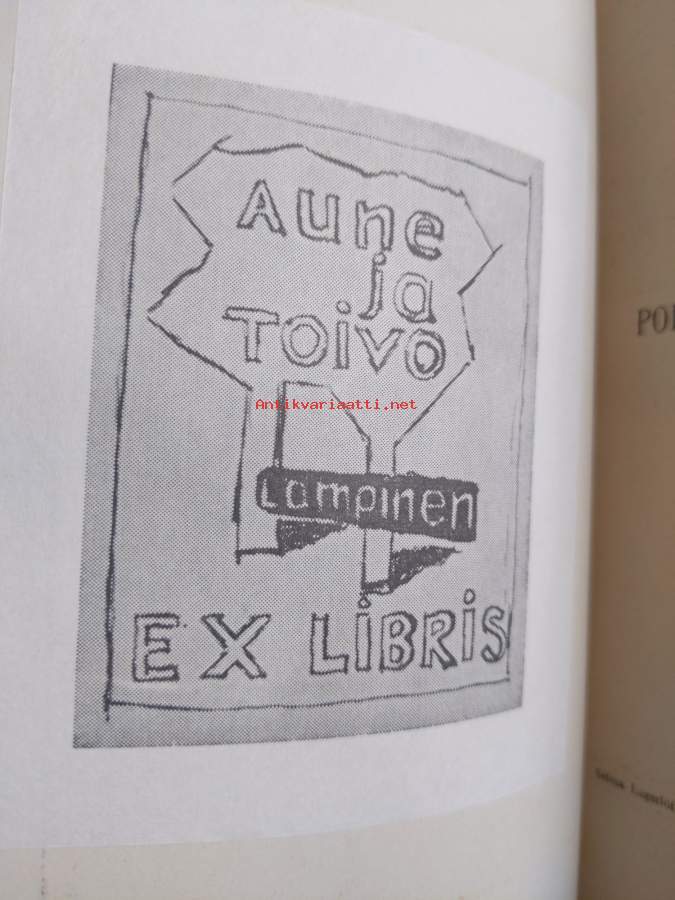 Aune
ja
TOiVO
Antikvariaatti.net
Lampinen
EX LiBRiS